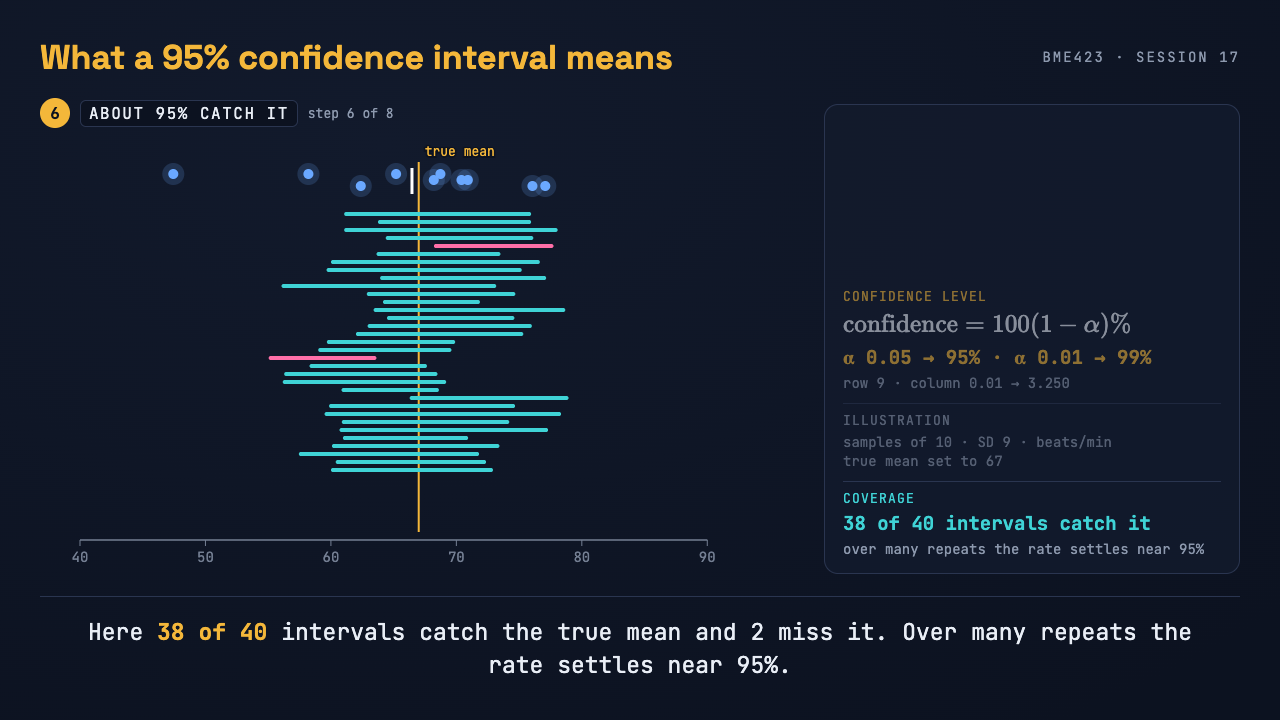 What a 95% confidence interval means
BME423 · SESSION 17
6 ABOUT 95% CATCH IT step 6 of 8
true mean
40 50 60 70 80 90
CONFIDENCE LEVEL
confidence = 100(1 − α)%
α 0.05 → 95% · α 0.01 → 99%
row 9 · column 0.01 → 3.250
ILLUSTRATION
samples of 10 · SD 9 · beats/min
true mean set to 67
COVERAGE
38 of 40 intervals catch it
over many repeats the rate settles near 95%
Here 38 of 40 intervals catch the true mean and 2 miss it. Over many repeats the
rate settles near 95%.